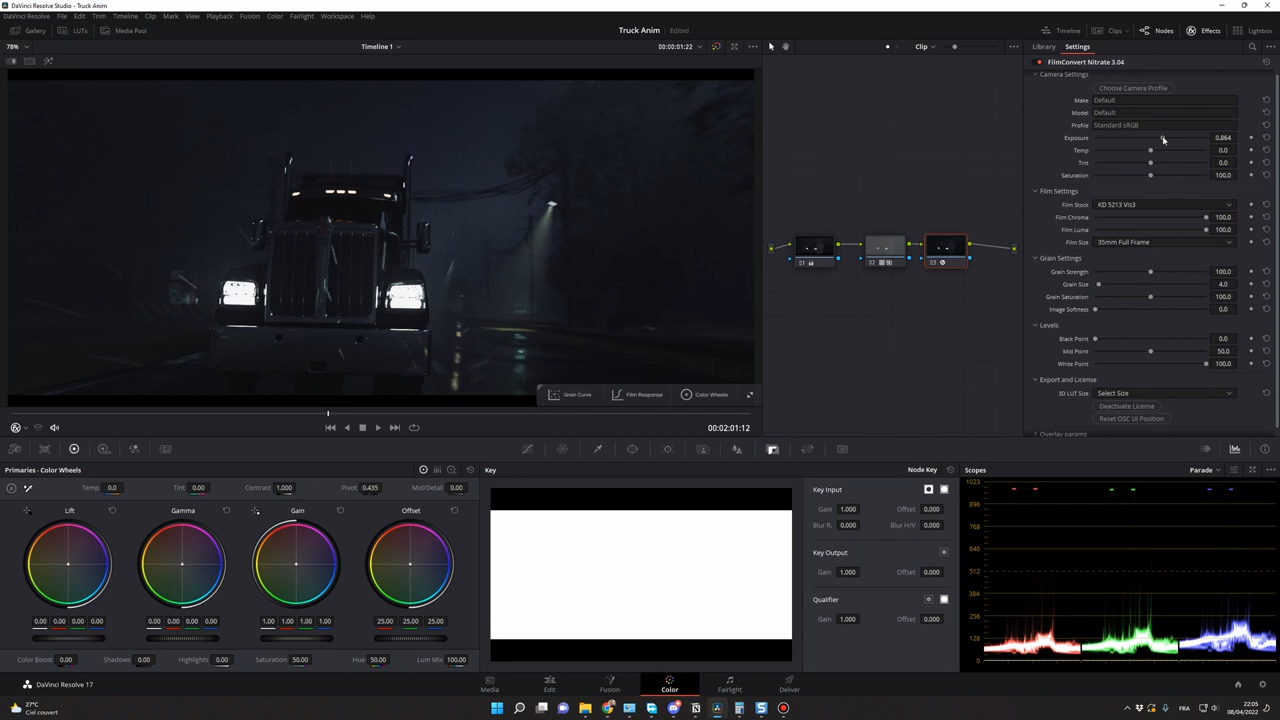 DaVinci Resolve Studio - Truck Anim
DaVinci Resolve File Edit Trim Timeline Clip Mark View Playback Fusion Color Fairlight Workspace Help
Gallery LUTs Media Pool Truck Anim Edited Timeline Clips Nodes Effects Lightbox
78% Timeline 1 00:00:01:22 Clip Library Settings
FilmConvert Nitrate 3.04
Camera Settings
Choose Camera Profile
Make Default
Model Default
Profile Standard sRGB
Exposure 0.864
Temp 0.0
Tint 0.0
Saturation 100.0
Film Settings
Film Stock KD 5213 Vis3
Film Chroma 100.0
Film Luma 100.0
Film Size 35mm Full Frame
Grain Settings
Grain Strength 100.0
Grain Size 4.0
Grain Saturation 100.0
Image Softness 0.0
Levels
Black Point 0.0
Mid Point 50.0
White Point 100.0
Export and License
3D LUT Size Select Size
Deactivate License
Reset OSC UI Position
Overlay params
01 02 03
Grain Curve Film Response Color Wheels
00:02:01:12
Primaries - Color Wheels
Temp 0.0 Tint 0.00 Contrast 1.000 Pivot 0.435 Mid/Detail 0.00
Lift Gamma Gain Offset
0.00 0.00 0.00 0.00 0.00 0.00 0.00 0.00 1.00 1.00 1.00 1.00 25.00 25.00 25.00
Color Boost 0.00 Shadows 0.00 Highlights 0.00 Saturation 50.00 Hue 50.00 Lum Mix 100.00
Key Node Key
Key Input
Gain 1.000 Offset 0.000
Blur R. 0.000 Blur H/V 0.000
Key Output
Gain 1.000 Offset 0.000
Qualifier
Gain 1.000 Offset 0.000
Scopes Parade
1023
896
768
640
512
384
256
128
0
DaVinci Resolve 17
Media Edit Fusion Color Fairlight Deliver
27°C
Ciel couvert
FR
22:05
08/04/2022